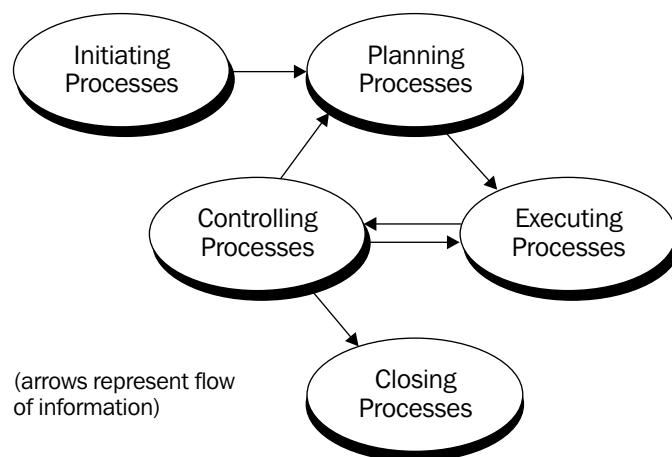 Initiating
Processes
Planning
Processes
Controlling
Processes
Executing
Processes
Closing
Processes
(arrows represent flow
of information)